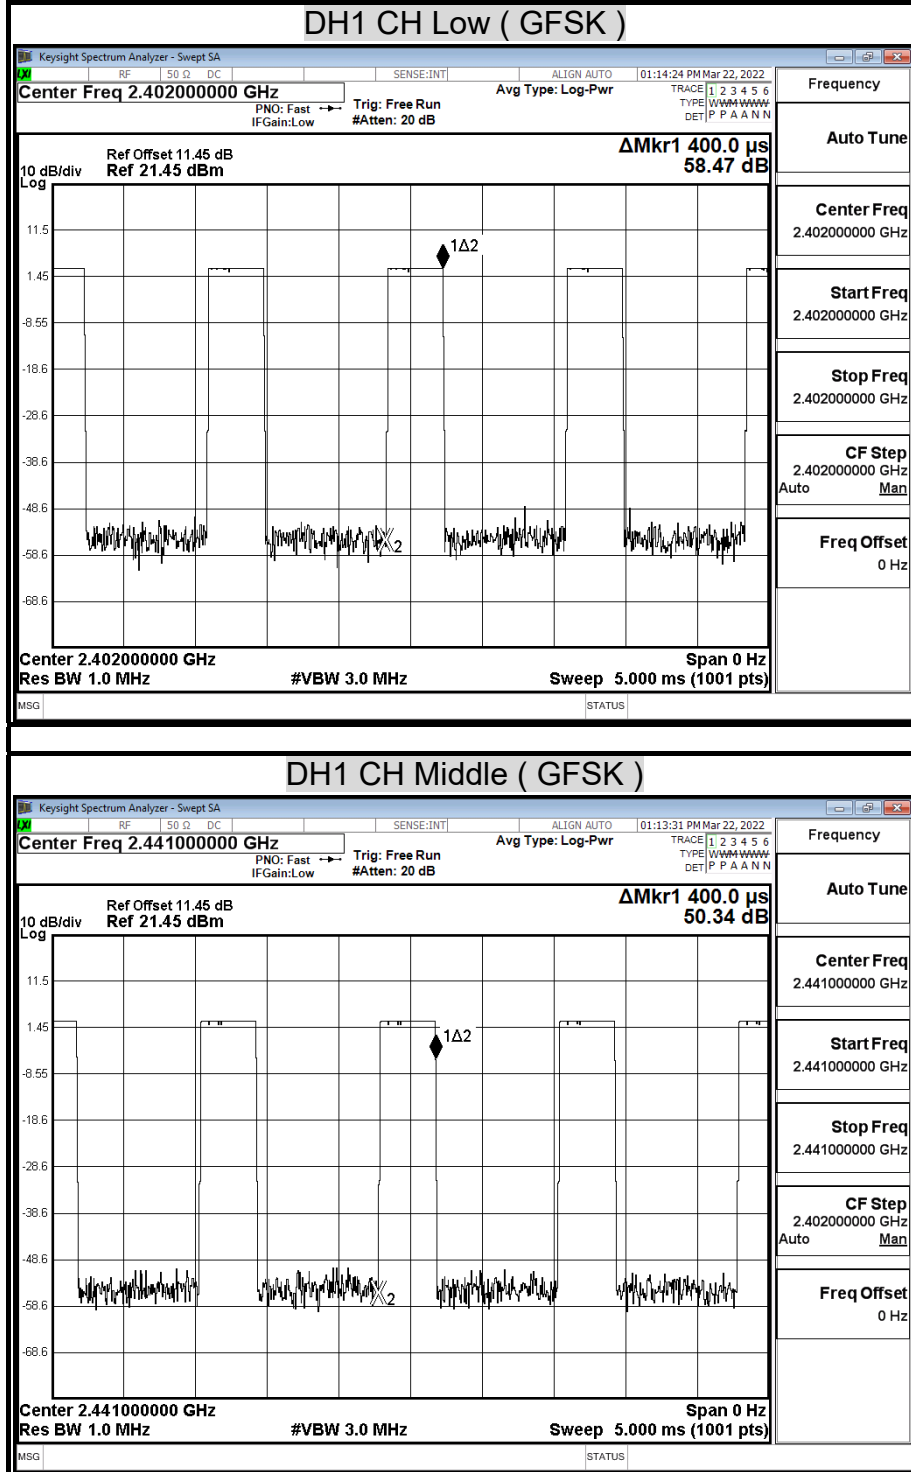 DH1 CH Low ( GFSK )
Keysight Spectrum Analyzer - Swept SA
LXI RF 50 Ω DC SENSE:INT ALIGN AUTO 01:14:24 PM Mar 22, 2022
Center Freq 2.402000000 GHz
PNO: Fast
IFGain:Low
Trig: Free Run
#Atten: 20 dB
Avg Type: Log-Pwr
TRACE 1 2 3 4 5 6
TYPE WWMWWW
DET P P A A N N
Frequency
Auto Tune
Center Freq
2.402000000 GHz
Start Freq
2.402000000 GHz
Stop Freq
2.402000000 GHz
CF Step
2.402000000 GHz
Auto Man
Freq Offset
0 Hz
ΔMkr1 400.0 µs
58.47 dB
Ref Offset 11.45 dB
10 dB/div Ref 21.45 dBm
Log
11.5
1.45
-8.55
-18.6
-28.6
-38.6
-48.6
-58.6
-68.6
1Δ2
2
Center 2.402000000 GHz Span 0 Hz
Res BW 1.0 MHz #VBW 3.0 MHz Sweep 5.000 ms (1001 pts)
MSG STATUS
DH1 CH Middle ( GFSK )
Keysight Spectrum Analyzer - Swept SA
LXI RF 50 Ω DC SENSE:INT ALIGN AUTO 01:13:31 PM Mar 22, 2022
Center Freq 2.441000000 GHz
PNO: Fast
IFGain:Low
Trig: Free Run
#Atten: 20 dB
Avg Type: Log-Pwr
TRACE 1 2 3 4 5 6
TYPE WWMWWW
DET P P A A N N
Frequency
Auto Tune
Center Freq
2.441000000 GHz
Start Freq
2.441000000 GHz
Stop Freq
2.441000000 GHz
CF Step
2.402000000 GHz
Auto Man
Freq Offset
0 Hz
ΔMkr1 400.0 µs
50.34 dB
Ref Offset 11.45 dB
10 dB/div Ref 21.45 dBm
Log
11.5
1.45
-8.55
-18.6
-28.6
-38.6
-48.6
-58.6
-68.6
1Δ2
2
Center 2.441000000 GHz Span 0 Hz
Res BW 1.0 MHz #VBW 3.0 MHz Sweep 5.000 ms (1001 pts)
MSG STATUS